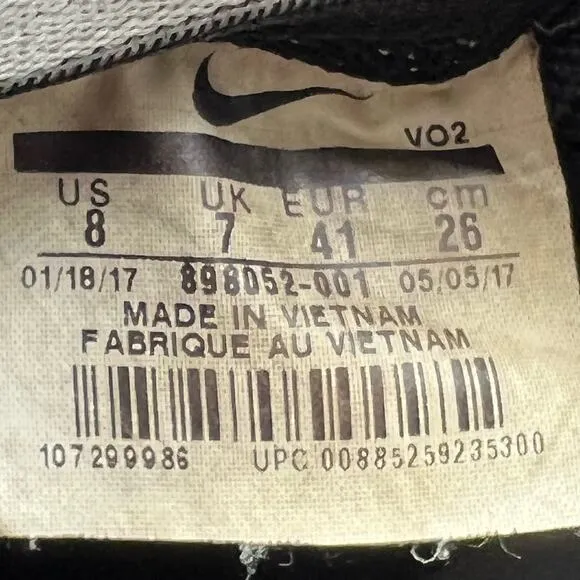 VO2
US UK EUR cm
8 7 41 26
01/18/17 898052-001 05/05/17
MADE IN VIETNAM
FABRIQUE AU VIETNAM
107299986 UPC 00885259235300